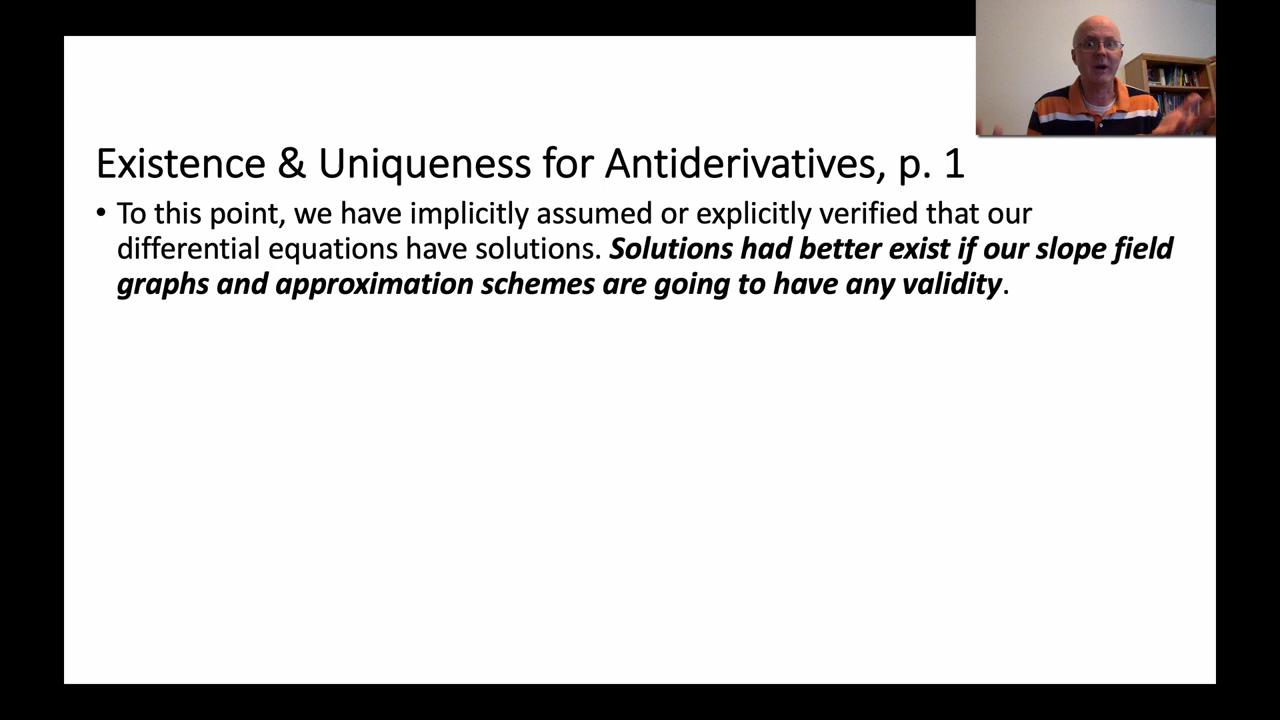 Existence & Uniqueness for Antiderivatives, p. 1
• To this point, we have implicitly assumed or explicitly verified that our
differential equations have solutions. Solutions had better exist if our slope field
graphs and approximation schemes are going to have any validity.